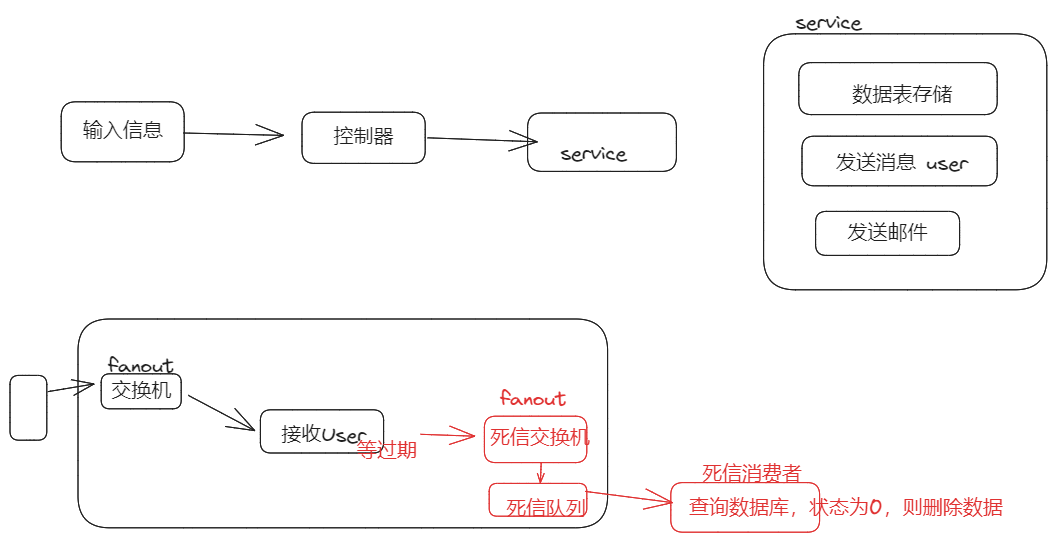 service
数据表存储
输入信息
控制器
service
发送消息 user
发送邮件
fanout
交换机
接收User
等过期
fanout
死信交换机
死信队列
死信消费者
查询数据库，状态为0，则删除数据